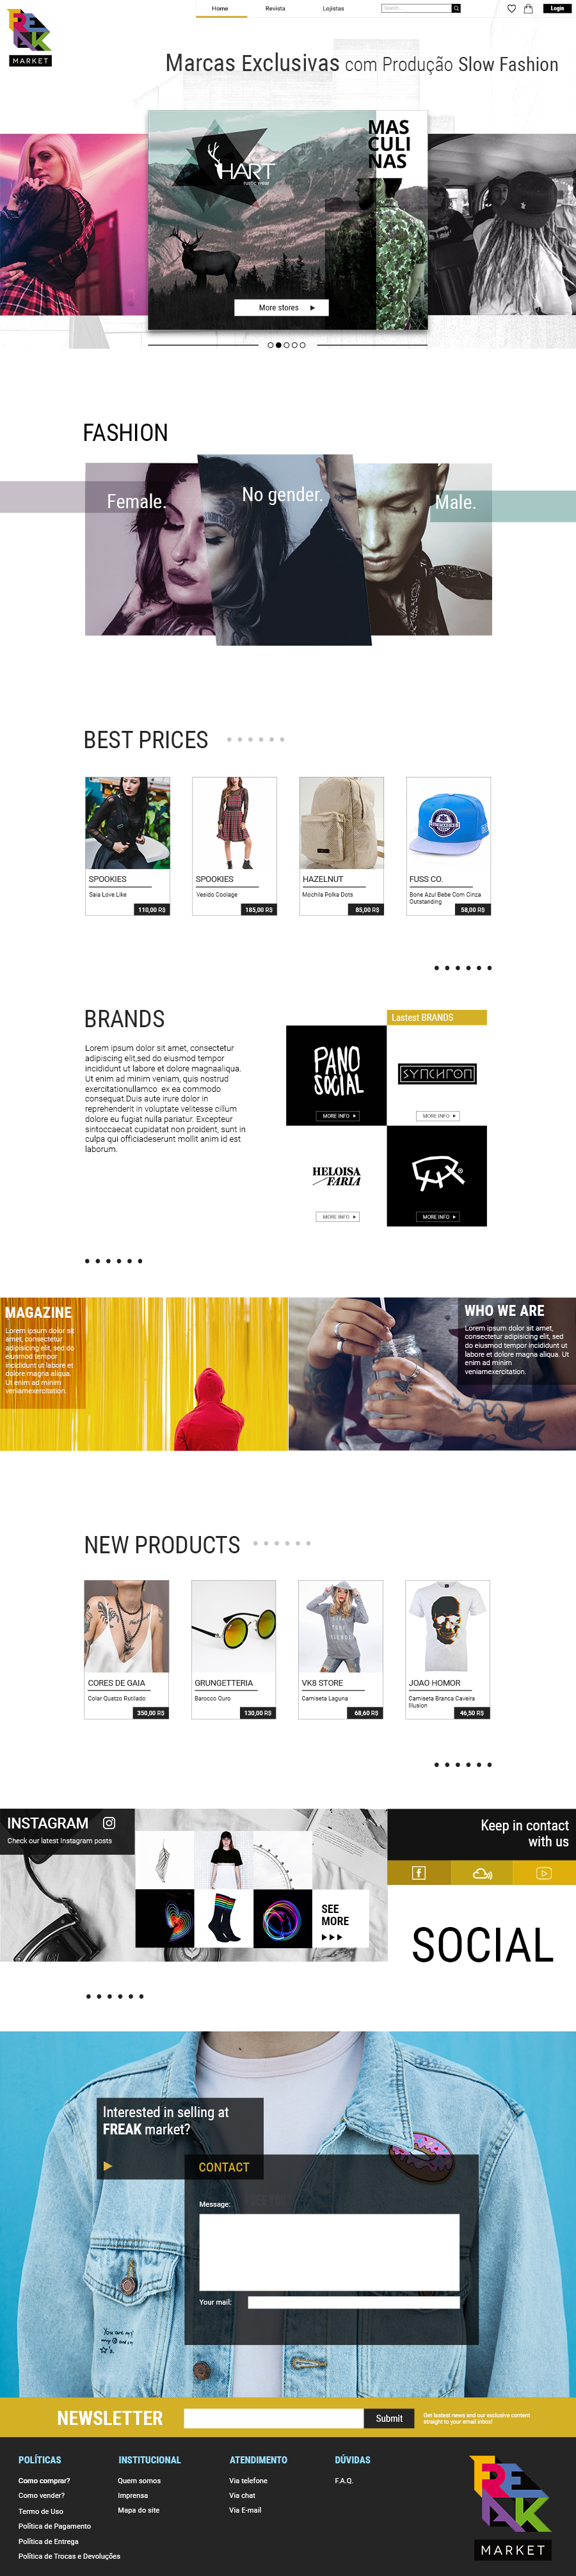 FREAK
MARKET
Home
Revista
Lojistas
Search...
Login
Marcas Exclusivas com Produção Slow Fashion
HART
rustic wear
MAS
CULI
NAS
More stores
FASHION
Female.
No gender.
Male.
BEST PRICES
SPOOKIES
Saia Love Like
110,00 R$
SPOOKIES
Vesido Coolage
185,00 R$
HAZELNUT
Mochila Polka Dots
85,00 R$
FUSS CO.
Bone Azul Bebe Com Cinza
Outstanding
58,00 R$
BRANDS
Lorem ipsum dolor sit amet, consectetur
adipiscing elit,sed do eiusmod tempor
incididunt ut labore et dolore magnaaliqua.
Ut enim ad minim veniam, quis nostrud
exercitationullamco  ex ea commodo
consequat.Duis aute irure dolor in
reprehenderit in voluptate velitesse cillum
dolore eu fugiat nulla pariatur. Excepteur
sintoccaecat cupidatat non proident, sunt in
culpa qui officiadeserunt mollit anim id est
laborum.
Lastest BRANDS
PANO
SOCIAL
MORE INFO
SYNCHRON
MORE INFO
HELOISA
/FARIA
MORE INFO
MORE INFO
MAGAZINE
Lorem ipsum dolor sit
amet, consectetur
adipisicing elit, sed do
eiusmod tempor
incididunt ut labore et
dolore magna aliqua.
Ut enim ad minim
veniamexercitation.
WHO WE ARE
Lorem ipsum dolor sit amet,
consectetur adipisicing elit, sed
do eiusmod tempor incididunt ut
labore et dolore magna aliqua. Ut
enim ad minim
veniamexercitation.
NEW PRODUCTS
CORES DE GAIA
Colar Quatzo Rutilado
350,00 R$
GRUNGETTERIA
Barocco Ouro
130,00 R$
VK8 STORE
Camiseta Laguna
68,60 R$
JOAO HOMOR
Camiseta Branca Caveira
Illusion
46,50 R$
INSTAGRAM
Check our latest Instagram posts
SEE
MORE
Keep in contact
with us
SOCIAL
Interested in selling at
FREAK market?
CONTACT
Message:
Your mail:
You are my
NEWSLETTER
Submit
Get lastest news and our exclusive content
straight to your email inbox!
POLÍTICAS
Como comprar?
Como vender?
Termo de Uso
Política de Pagamento
Política de Entrega
Política de Trocas e Devoluções
INSTITUCIONAL
Quem somos
Imprensa
Mapa do site
ATENDIMENTO
Via telefone
Via chat
Via E-mail
DÚVIDAS
F.A.Q.
FREAK
MARKET